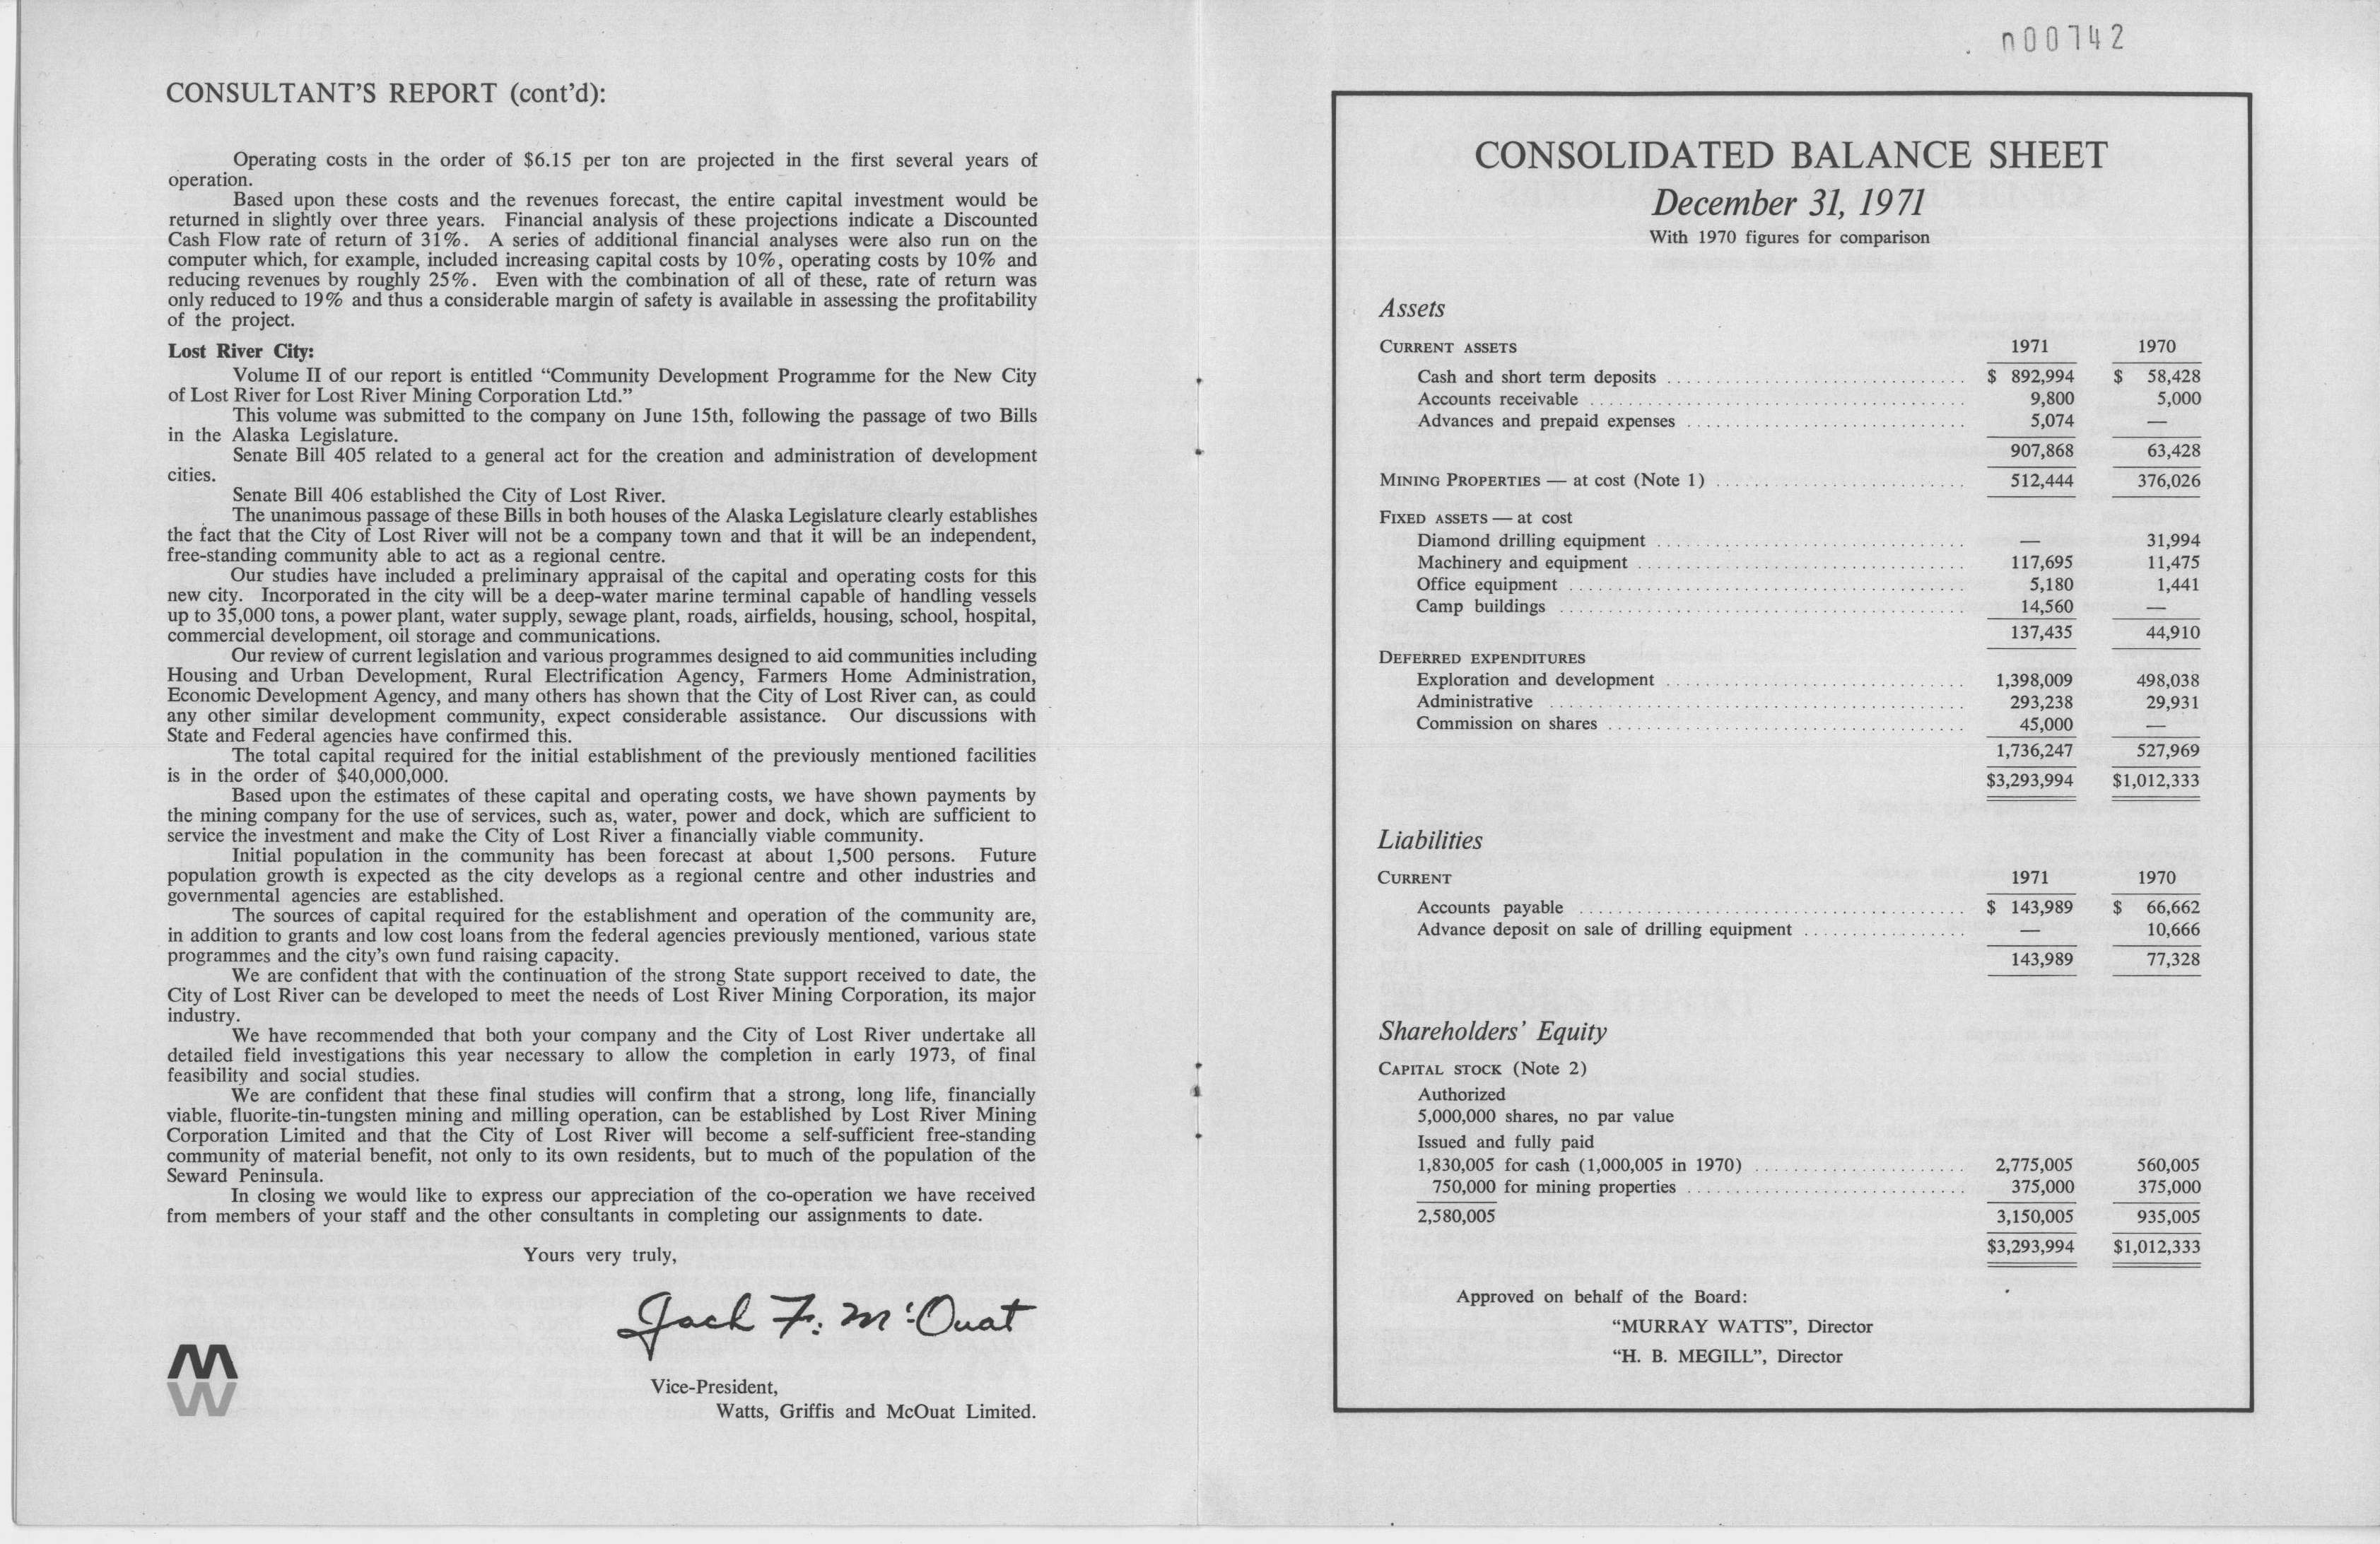 n00742
CONSULTANT'S REPORT (cont'd):
Operating costs in the order of $6.15 per ton are projected in the first several years of
operation.
Based upon these costs and the revenues forecast, the entire capital investment would be
returned in slightly over three years. Financial analysis of these projections indicate a Discounted
Cash Flow rate of return of 31%. A series of additional financial analyses were also run on the
computer which, for example, included increasing capital costs by 10%, operating costs by 10% and
reducing revenues by roughly 25%. Even with the combination of all of these, rate of return was
only reduced to 19% and thus a considerable margin of safety is available in assessing the profitability
of the project.
Lost River City:
Volume II of our report is entitled “Community Development Programme for the New City
of Lost River for Lost River Mining Corporation Ltd.”
This volume was submitted to the company on June 15th, following the passage of two Bills
in the Alaska Legislature.
Senate Bill 405 related to a general act for the creation and administration of development
cities.
Senate Bill 406 established the City of Lost River.
The unanimous passage of these Bills in both houses of the Alaska Legislature clearly establishes
the fact that the City of Lost River will not be a company town and that it will be an independent,
free-standing community able to act as a regional centre.
Our studies have included a preliminary appraisal of the capital and operating costs for this
new city. Incorporated in the city will be a deep-water marine terminal capable of handling vessels
up to 35,000 tons, a power plant, water supply, sewage plant, roads, airfields, housing, school, hospital,
commercial development, oil storage and communications.
Our review of current legislation and various programmes designed to aid communities including
Housing and Urban Development, Rural Electrification Agency, Farmers Home Administration,
Economic Development Agency, and many others has shown that the City of Lost River can, as could
any other similar development community, expect considerable assistance. Our discussions with
State and Federal agencies have confirmed this.
The total capital required for the initial establishment of the previously mentioned facilities
is in the order of $40,000,000.
Based upon the estimates of these capital and operating costs, we have shown payments by
the mining company for the use of services, such as, water, power and dock, which are sufficient to
service the investment and make the City of Lost River a financially viable community.
Initial population in the community has been forecast at about 1,500 persons. Future
population growth is expected as the city develops as a regional centre and other industries and
governmental agencies are established.
The sources of capital required for the establishment and operation of the community are,
in addition to grants and low cost loans from the federal agencies previously mentioned, various state
programmes and the city's own fund raising capacity.
We are confident that with the continuation of the strong State support received to date, the
City of Lost River can be developed to meet the needs of Lost River Mining Corporation, its major
industry.
We have recommended that both your company and the City of Lost River undertake all
detailed field investigations this year necessary to allow the completion in early 1973, of final
feasibility and social studies.
We are confident that these final studies will confirm that a strong, long life, financially
viable, fluorite-tin-tungsten mining and milling operation, can be established by Lost River Mining
Corporation Limited and that the City of Lost River will become a self-sufficient free-standing
community of material benefit, not only to its own residents, but to much of the population of the
Seward Peninsula.
In closing we would like to express our appreciation of the co-operation we have received
from members of your staff and the other consultants in completing our assignments to date.
Yours very truly,
Jack F. McOuat
Vice-President,
Watts, Griffis and McOuat Limited.
CONSOLIDATED BALANCE SHEET
December 31, 1971
With 1970 figures for comparison
Assets
CURRENT ASSETS 1971 1970
Cash and short term deposits $ 892,994 $ 58,428
Accounts receivable 9,800 5,000
Advances and prepaid expenses 5,074 —
907,868 63,428
MINING PROPERTIES — at cost (Note 1) 512,444 376,026
FIXED ASSETS — at cost
Diamond drilling equipment — 31,994
Machinery and equipment 117,695 11,475
Office equipment 5,180 1,441
Camp buildings 14,560 —
137,435 44,910
DEFERRED EXPENDITURES
Exploration and development 1,398,009 498,038
Administrative 293,238 29,931
Commission on shares 45,000 —
1,736,247 527,969
$3,293,994 $1,012,333
Liabilities
CURRENT 1971 1970
Accounts payable $ 143,989 $ 66,662
Advance deposit on sale of drilling equipment — 10,666
143,989 77,328
Shareholders' Equity
CAPITAL STOCK (Note 2)
Authorized
5,000,000 shares, no par value
Issued and fully paid
1,830,005 for cash (1,000,005 in 1970) 2,775,005 560,005
750,000 for mining properties 375,000 375,000
2,580,005 3,150,005 935,005
$3,293,994 $1,012,333
Approved on behalf of the Board:
“MURRAY WATTS”, Director
“H. B. MEGILL”, Director